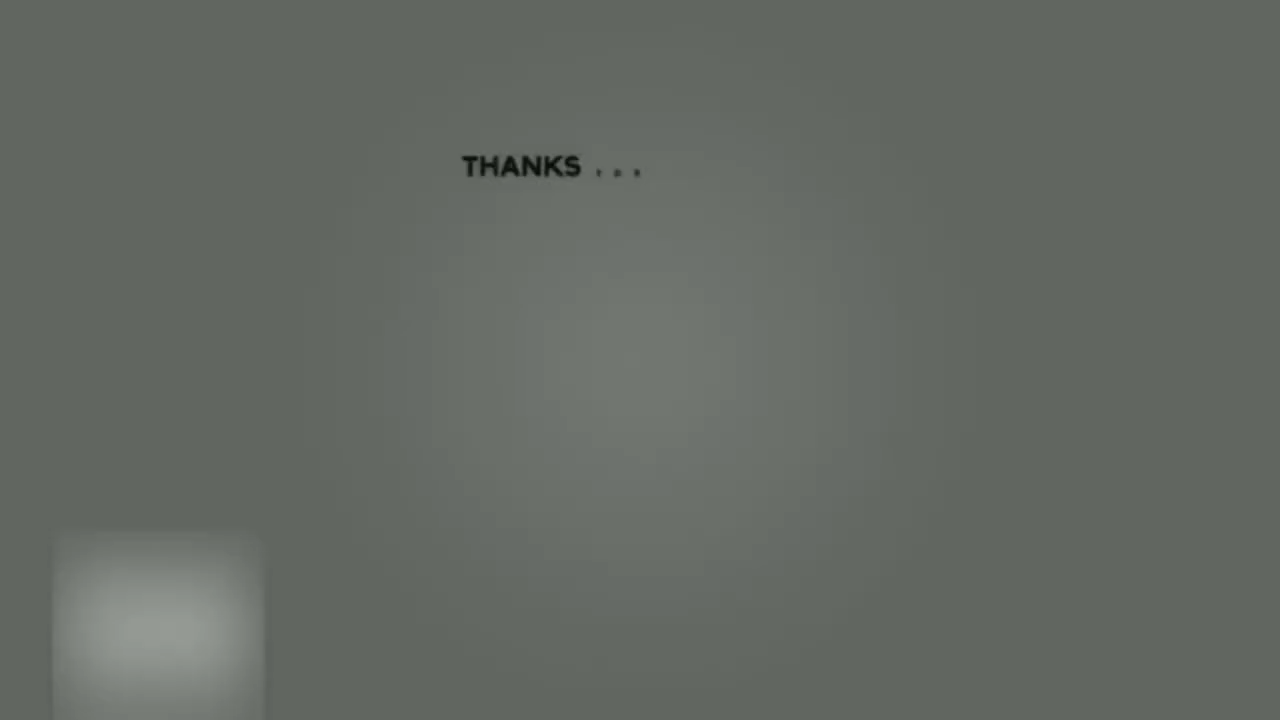 THANKS . . .